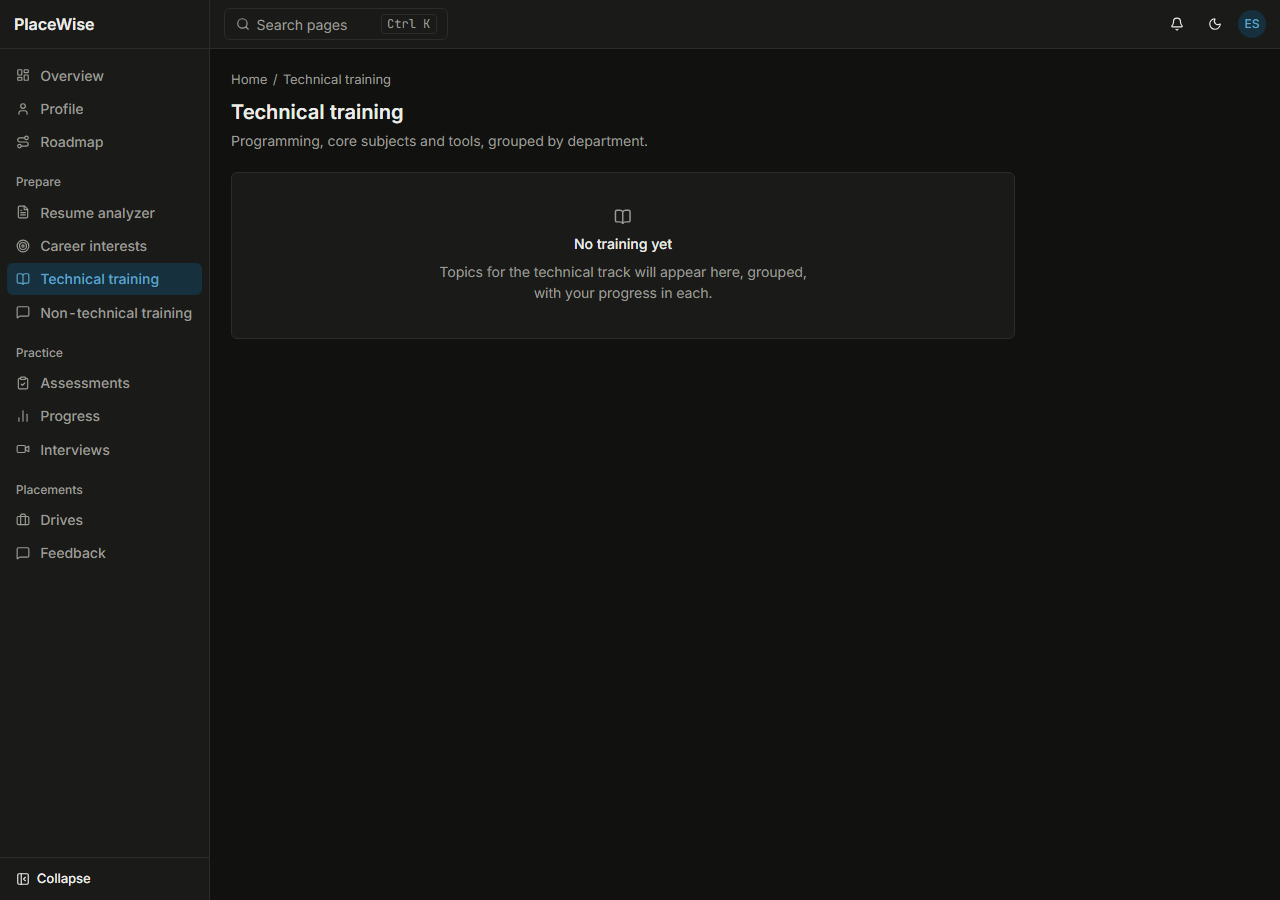 PlaceWise
Search pages
Ctrl K
ES
Overview
Profile
Roadmap
Prepare
Resume analyzer
Career interests
Technical training
Non-technical training
Practice
Assessments
Progress
Interviews
Placements
Drives
Feedback
Collapse
Home / Technical training
Technical training
Programming, core subjects and tools, grouped by department.
No training yet
Topics for the technical track will appear here, grouped,
with your progress in each.